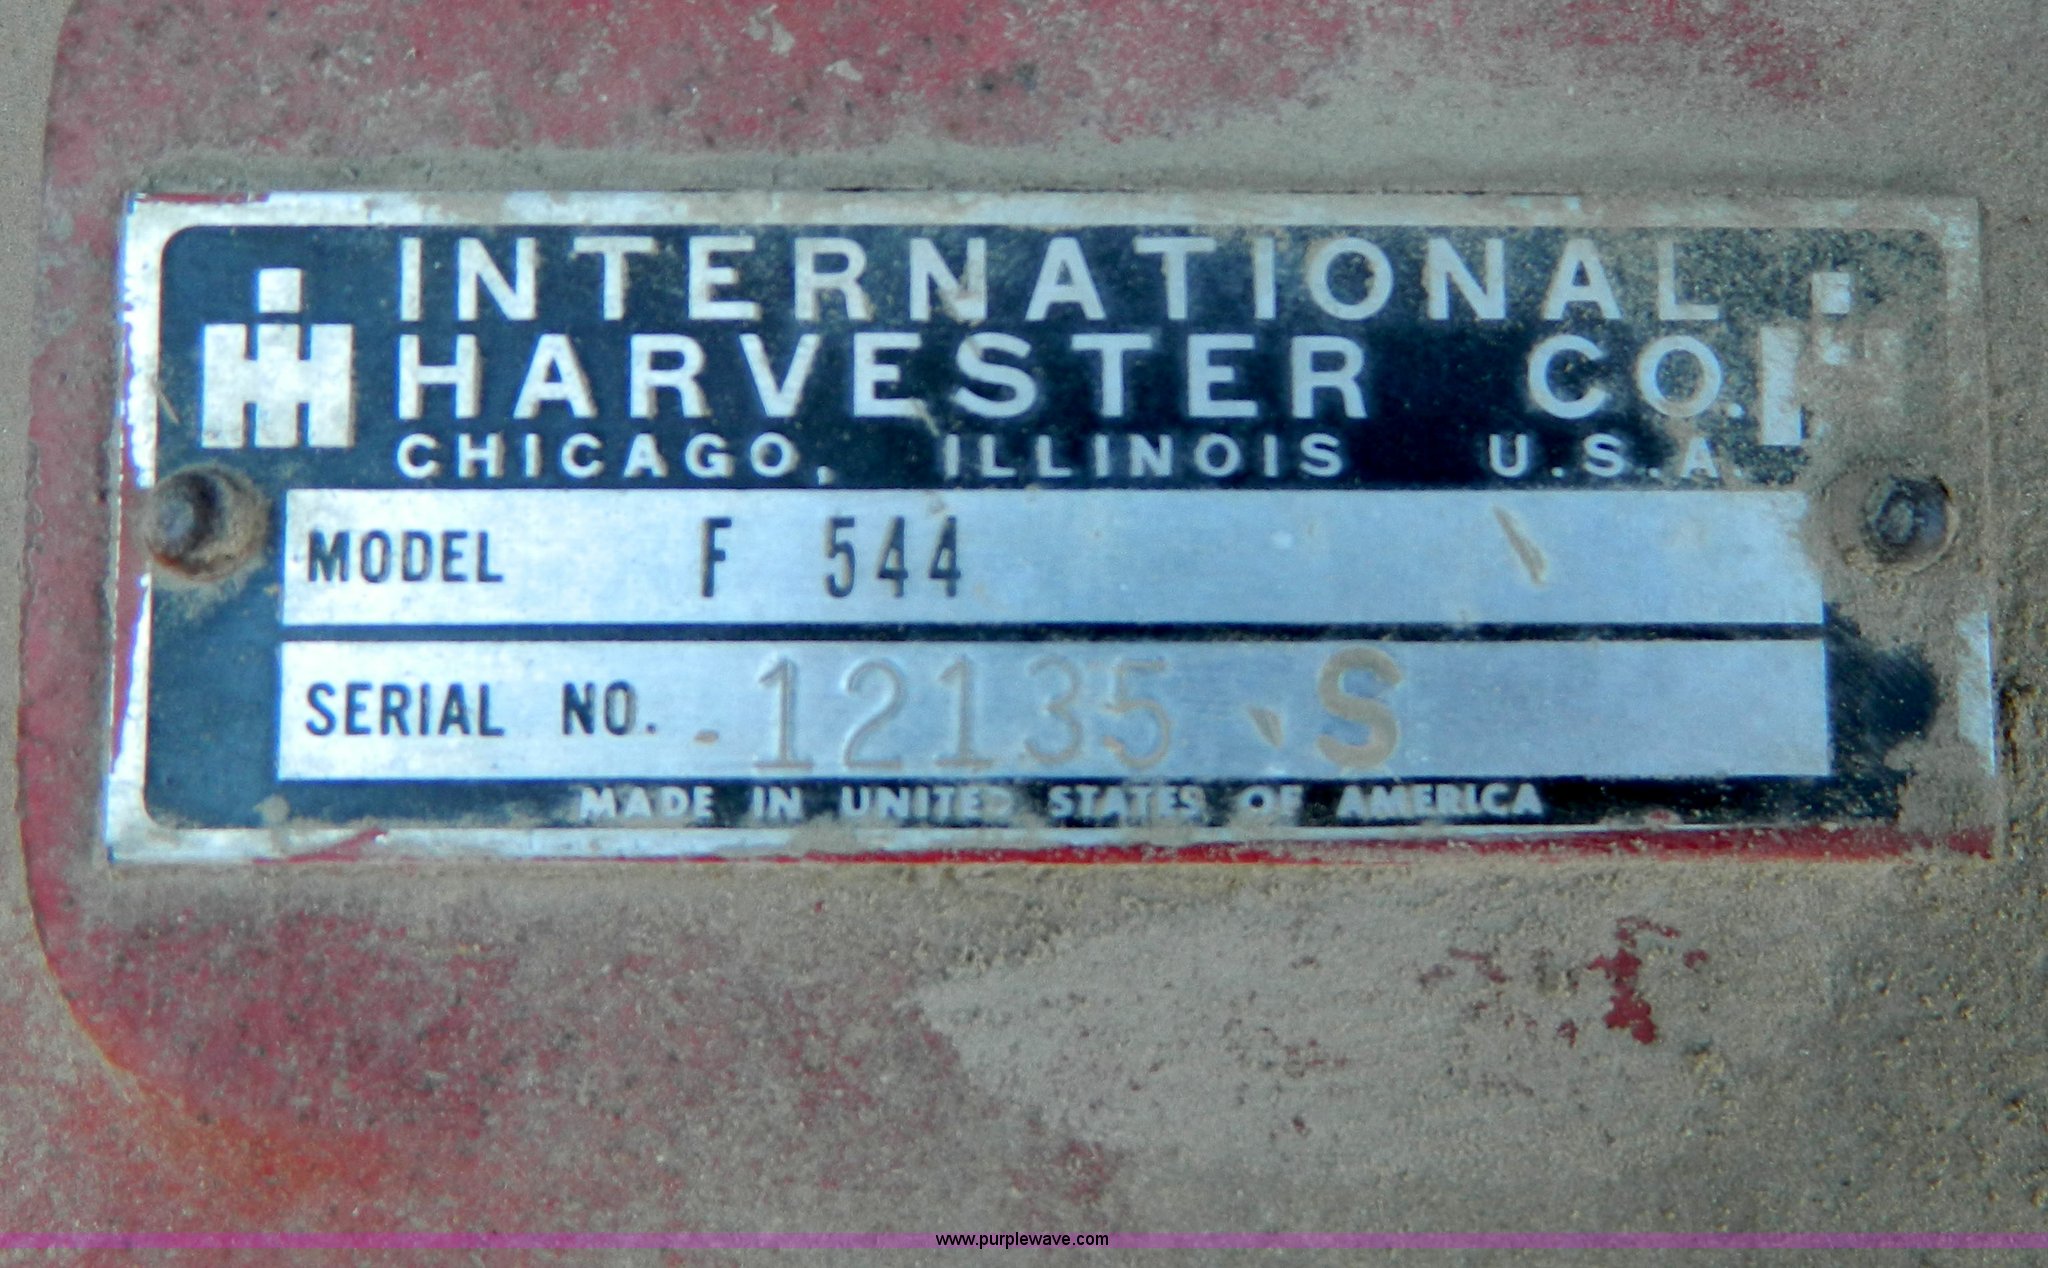 INTERNATIONAL
HARVESTER CO.
CHICAGO, ILLINOIS U.S.A.
MODEL F 544
SERIAL NO. 12135 S
MADE IN UNITED STATES OF AMERICA
www.purplewave.com